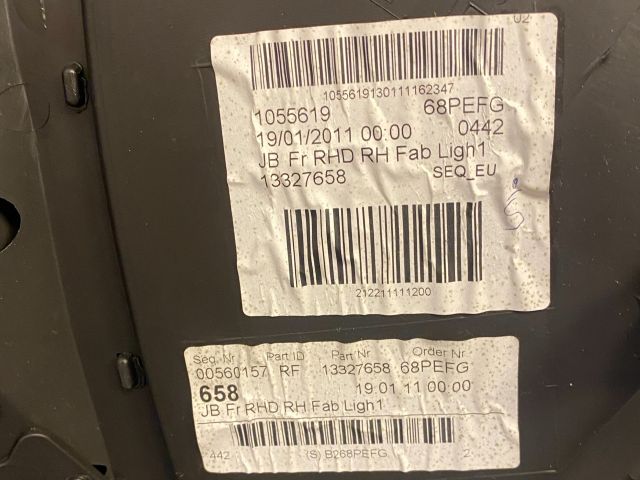 02
1055619130111162347
1055619 68PEFG
19/01/2011 00:00 0442
JB Fr RHD RH Fab Ligh1
13327658 SEQ_EU
212211111200
Seq. Nr Part ID Part Nr Order Nr
00560157 RF 13327658 68PEFG
658 19.01.11 00:00
JB Fr RHD RH Fab Ligh1
442 (S) B268PEFG 2